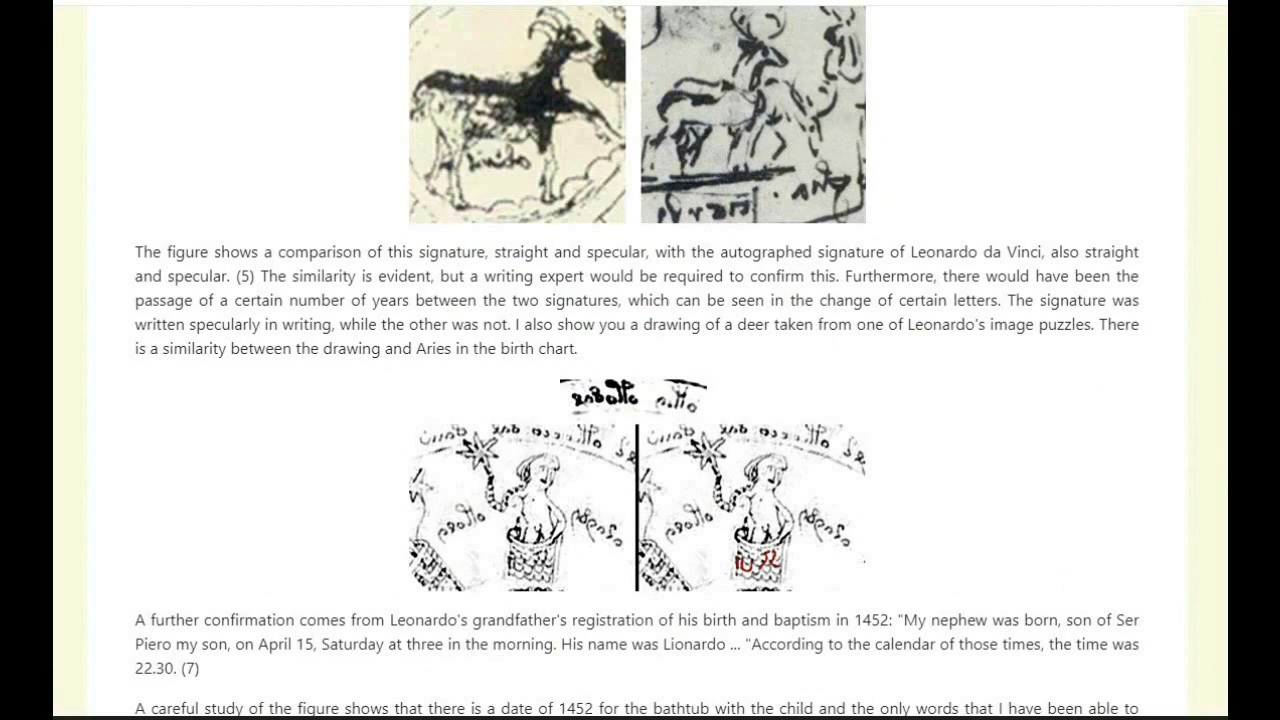 The figure shows a comparison of this signature, straight and specular, with the autographed signature of Leonardo da Vinci, also straight
and specular. (5) The similarity is evident, but a writing expert would be required to confirm this. Furthermore, there would have been the
passage of a certain number of years between the two signatures, which can be seen in the change of certain letters. The signature was
written specularly in writing, while the other was not. I also show you a drawing of a deer taken from one of Leonardo's image puzzles. There
is a similarity between the drawing and Aries in the birth chart.
A further confirmation comes from Leonardo's grandfather's registration of his birth and baptism in 1452: "My nephew was born, son of Ser
Piero my son, on April 15, Saturday at three in the morning. His name was Lionardo ... "According to the calendar of those times, the time was
22.30. (7)
A careful study of the figure shows that there is a date of 1452 for the bathtub with the child and the only words that I have been able to